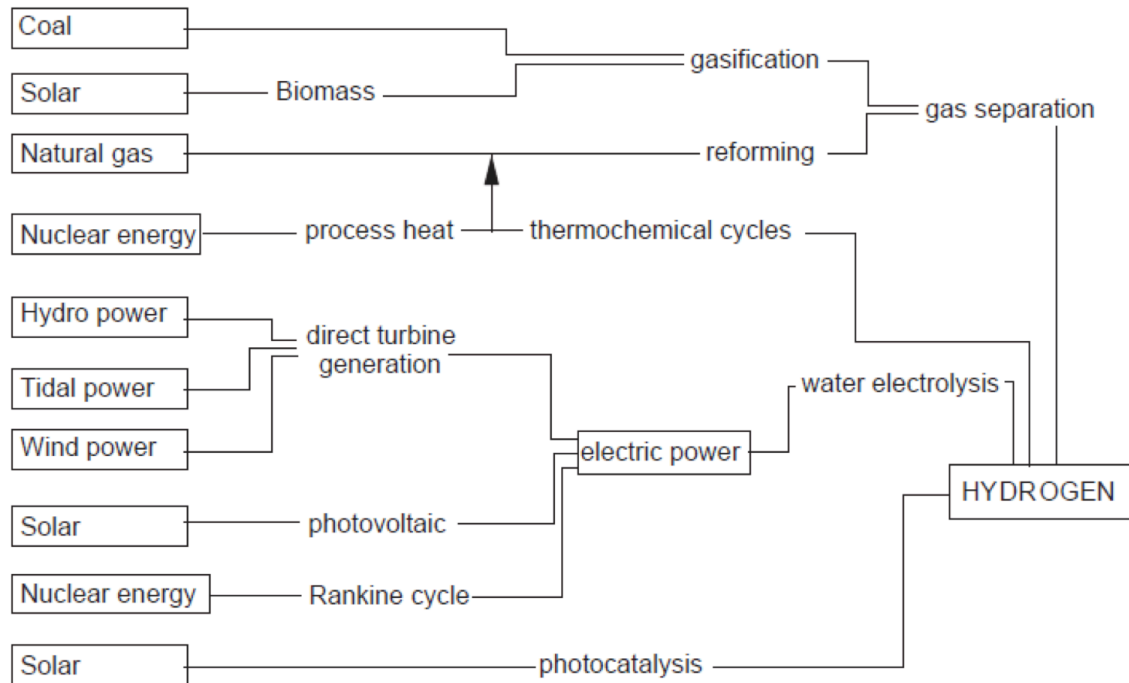 Coal
gasification
Solar
Biomass
gas separation
Natural gas
reforming
Nuclear energy
process heat
thermochemical cycles
Hydro power
direct turbine
generation
Tidal power
water electrolysis
Wind power
electric power
HYDROGEN
Solar
photovoltaic
Nuclear energy
Rankine cycle
Solar
photocatalysis